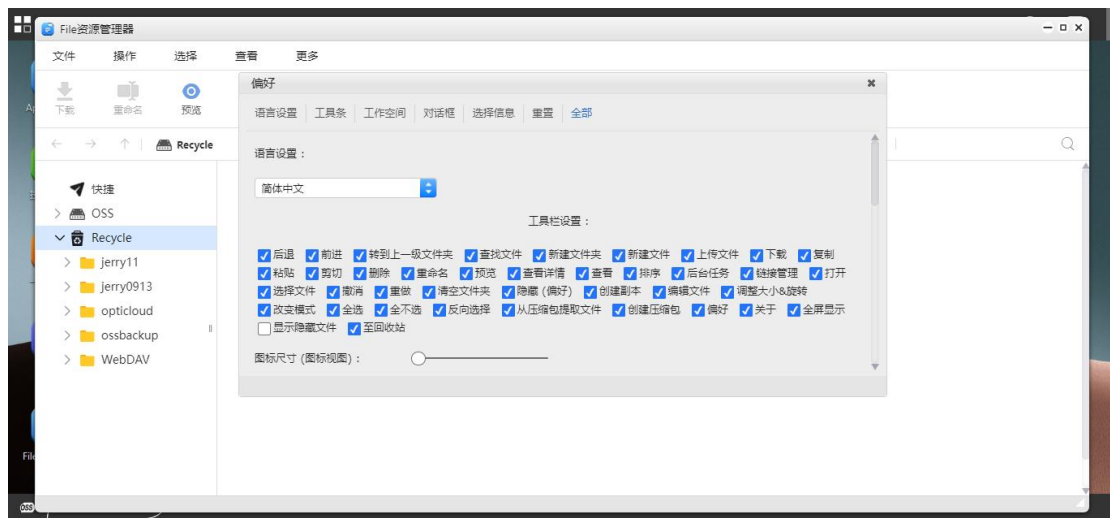 File资源管理器
文件 操作 选择 查看 更多
下载 重命名 预览
Recycle
快捷
OSS
Recycle
jerry11
jerry0913
opticloud
ossbackup
WebDAV
偏好
语言设置 工具条 工作空间 对话框 选择信息 重置 全部
语言设置：
简体中文
工具栏设置：
后退 前进 转到上一级文件夹 查找文件 新建文件夹 新建文件 上传文件 下载 复制
粘贴 剪切 删除 重命名 预览 查看详情 查看 排序 后台任务 链接管理 打开
选择文件 撤消 重做 清空文件夹 隐藏 (偏好) 创建副本 编辑文件 调整大小&旋转
改变模式 全选 全不选 反向选择 从压缩包提取文件 创建压缩包 偏好 关于 全屏显示
显示隐藏文件 至回收站
图标尺寸 (图标视图)：
File
OSS